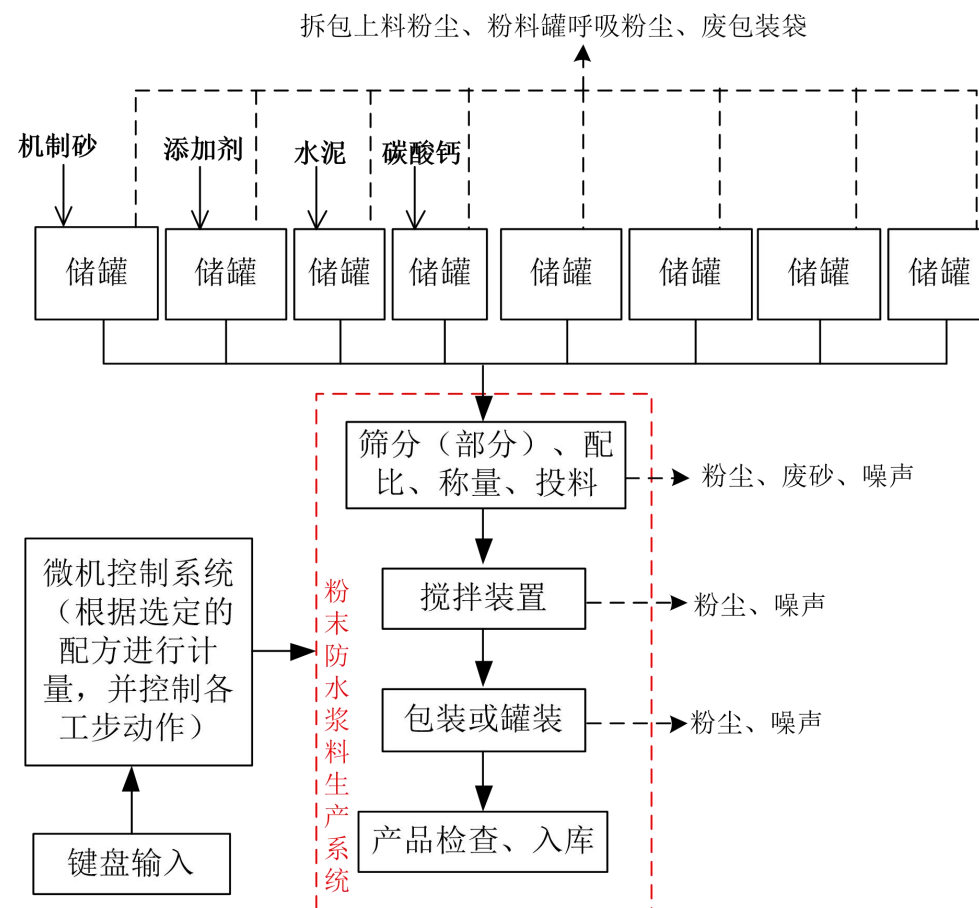 拆包上料粉尘、粉料罐呼吸粉尘、废包装袋
机制砂
添加剂
水泥
碳酸钙
储罐
储罐
储罐
储罐
储罐
储罐
储罐
储罐
筛分（部分）、配
比、称量、投料
粉尘、废砂、噪声
微机控制系统
（根据选定的
配方进行计
量，并控制各
工步动作）
粉末防水浆料生产系统
搅拌装置
粉尘、噪声
包装或罐装
粉尘、噪声
产品检查、入库
键盘输入